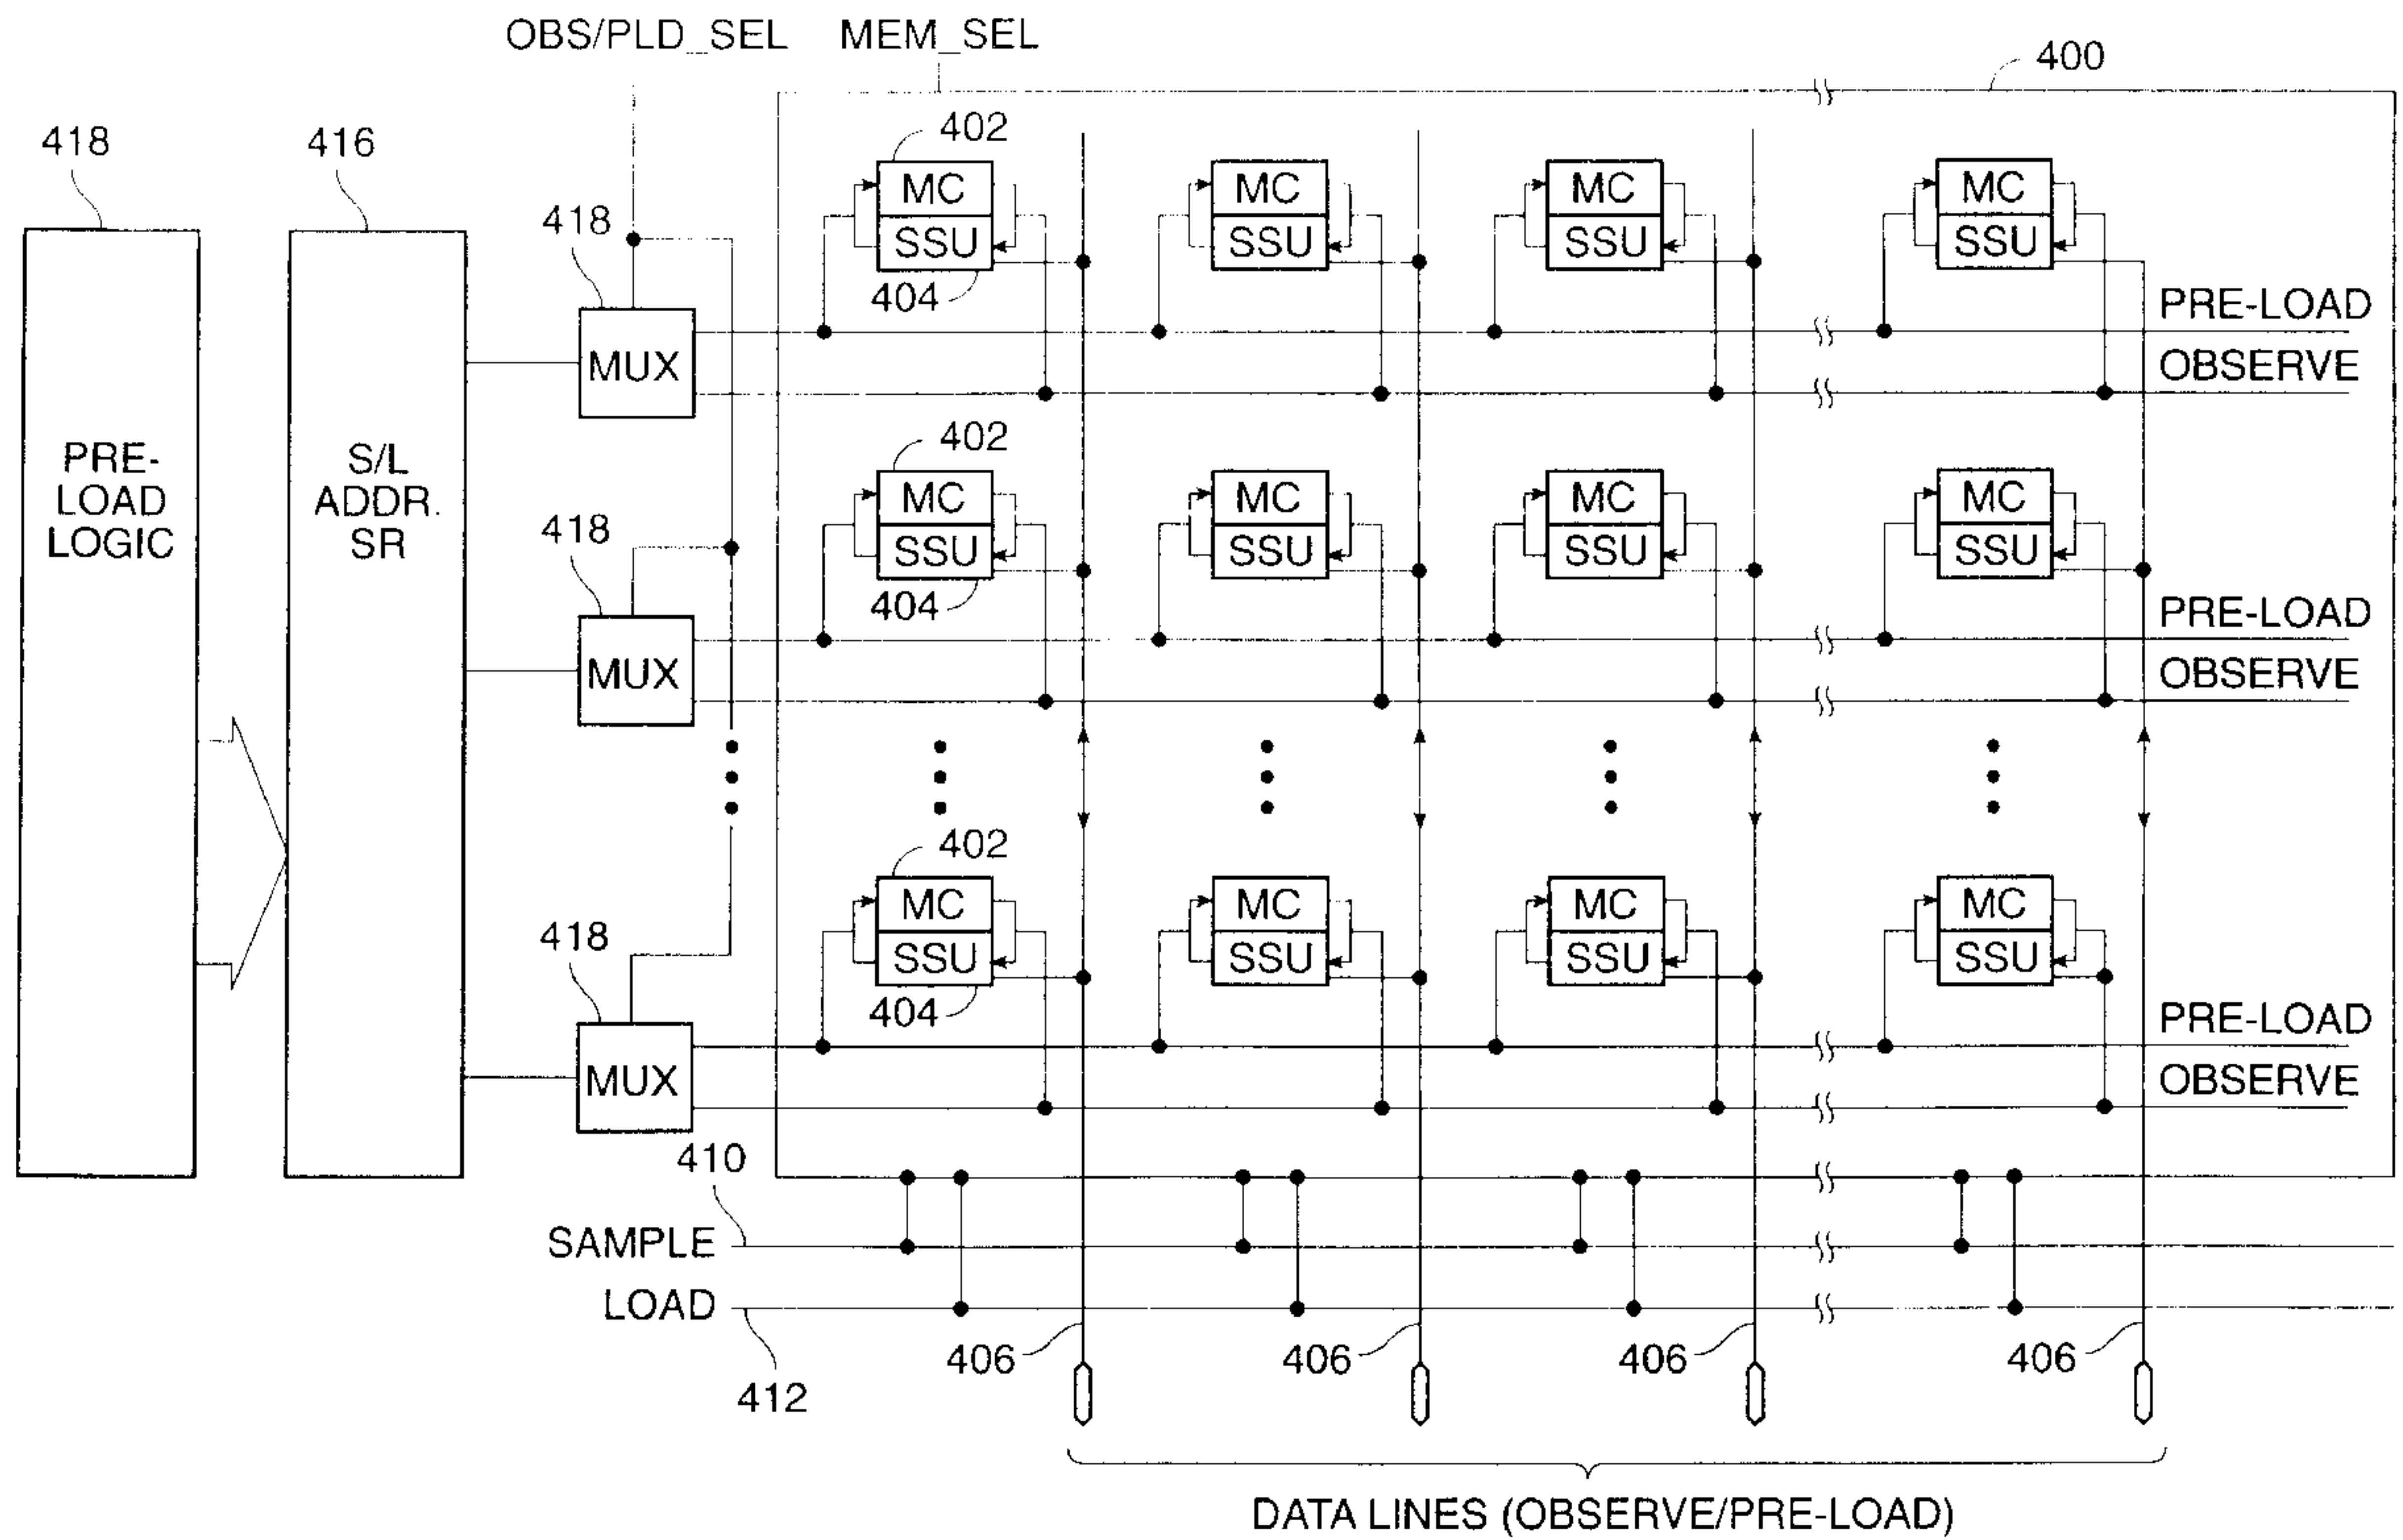 OBS/PLD_SEL MEM_SEL
400
418 416 402
418
MC MC MC MC
SSU SSU SSU SSU
404
PRE-LOAD
MUX
OBSERVE
402
PRE-
LOAD
LOGIC
S/L
ADDR.
SR
MC MC MC MC
418
SSU SSU SSU SSU
404
PRE-LOAD
MUX
OBSERVE
402
MC MC MC MC
418
SSU SSU SSU SSU
404
PRE-LOAD
MUX
OBSERVE
410
SAMPLE
LOAD
406 406 406 406
412
DATA LINES (OBSERVE/PRE-LOAD)